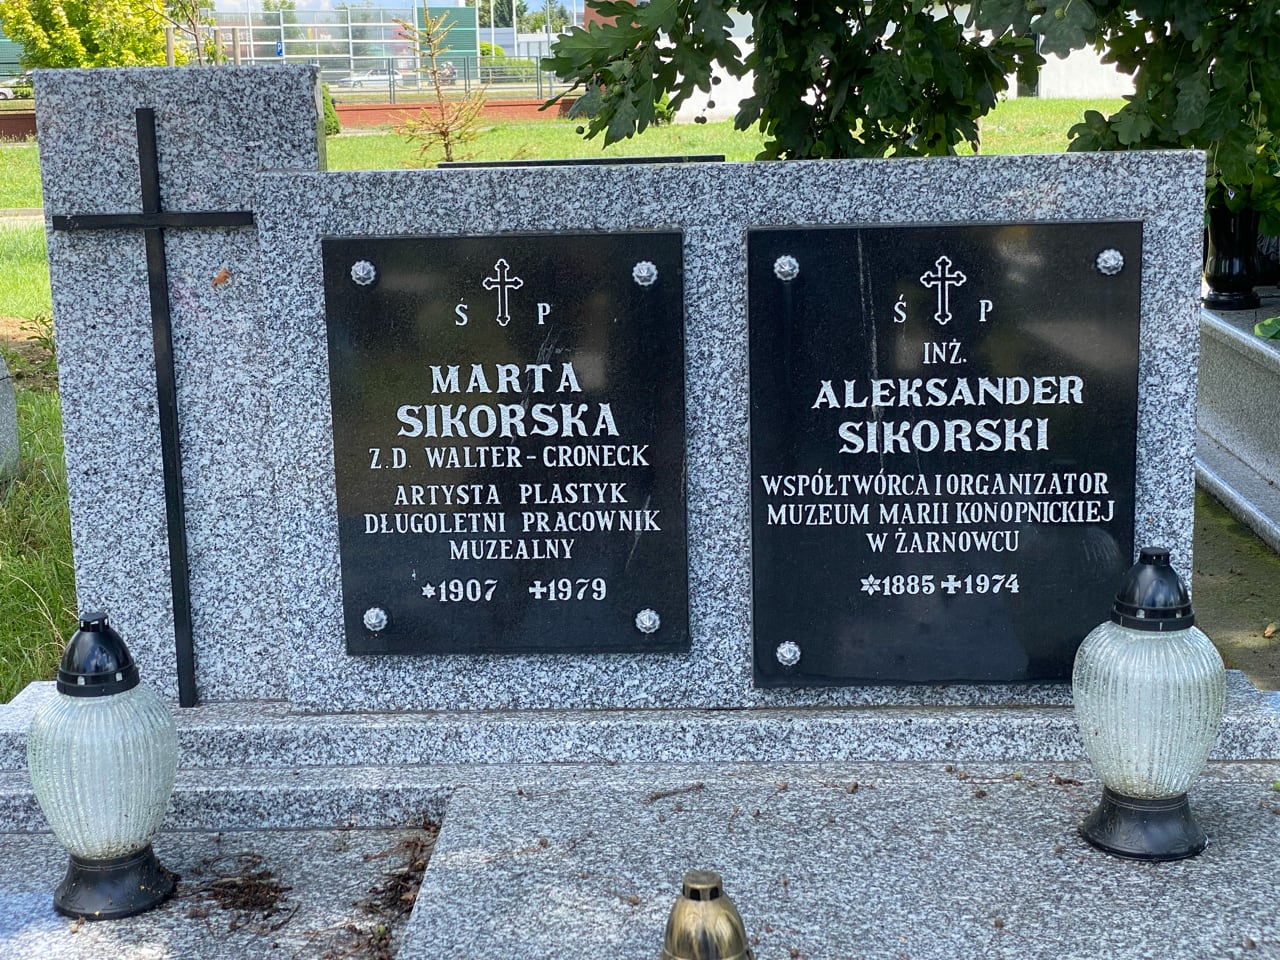 Ś P
MARTA
SIKORSKA
Z.D. WALTER-CRONECK
ARTYSTA PLASTYK
DŁUGOLETNI PRACOWNIK
MUZEALNY
*1907 +1979
Ś P
INŻ.
ALEKSANDER
SIKORSKI
WSPÓŁTWÓRCA I ORGANIZATOR
MUZEUM MARII KONOPNICKIEJ
W ŻARNOWCU
*1885 +1974